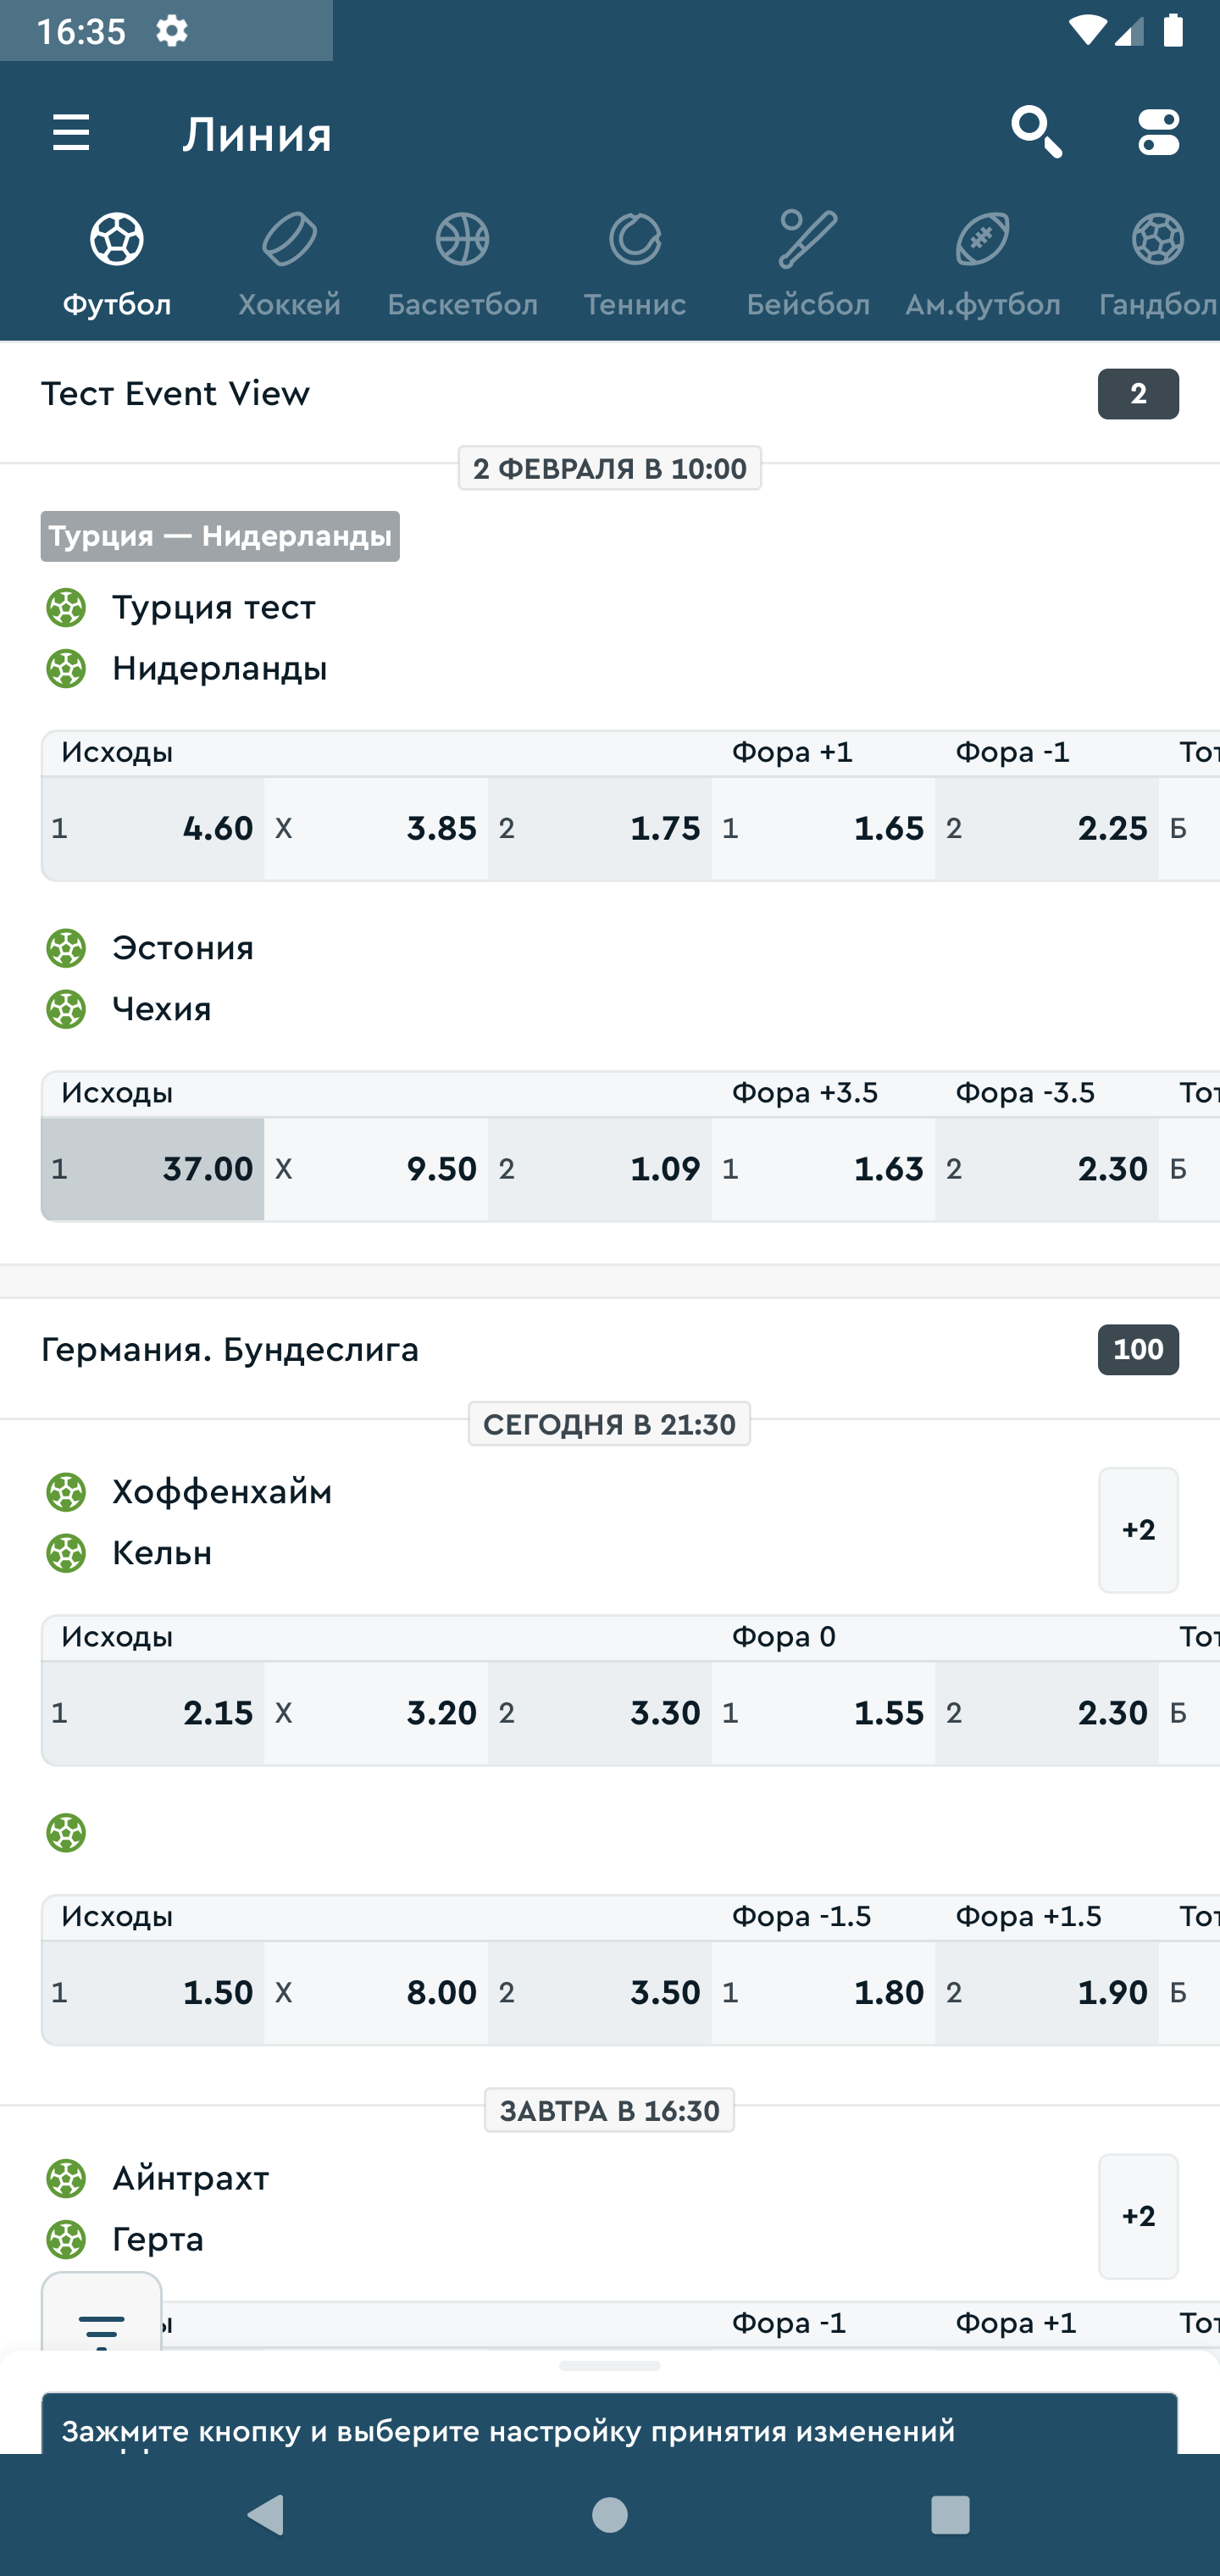 16:35
Линия
Футбол Хоккей Баскетбол Теннис Бейсбол Ам.футбол Гандбол
Тест Event View 2
2 ФЕВРАЛЯ В 10:00
Турция — Нидерланды
Турция тест
Нидерланды
Исходы Фора +1 Фора -1 Тот
1 4.60 X 3.85 2 1.75 1 1.65 2 2.25 Б
Эстония
Чехия
Исходы Фора +3.5 Фора -3.5 Тот
1 37.00 X 9.50 2 1.09 1 1.63 2 2.30 Б
Германия. Бундеслига 100
СЕГОДНЯ В 21:30
Хоффенхайм
+2
Кельн
Исходы Фора 0 Тот
1 2.15 X 3.20 2 3.30 1 1.55 2 2.30 Б
Исходы Фора -1.5 Фора +1.5 Тот
1 1.50 X 8.00 2 3.50 1 1.80 2 1.90 Б
ЗАВТРА В 16:30
Айнтрахт
+2
Герта
ы Фора -1 Фора +1 Тот
Зажмите кнопку и выберите настройку принятия изменений